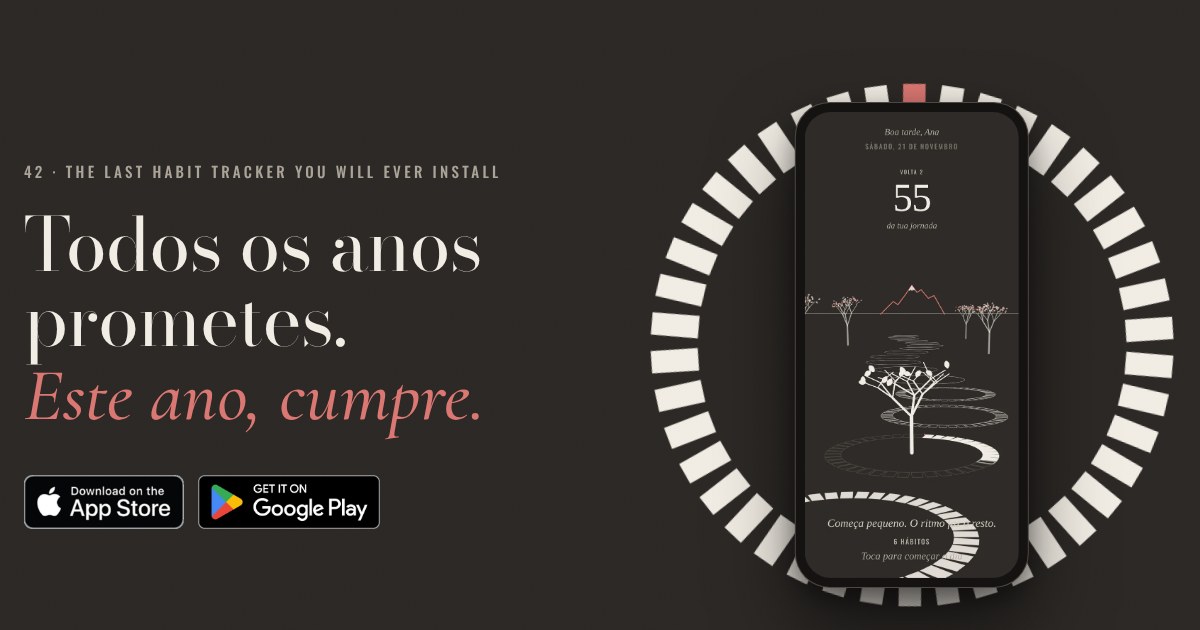 42 · THE LAST HABIT TRACKER YOU WILL EVER INSTALL
Todos os anos
prometes.
Este ano, cumpre.
Download on the
App Store
GET IT ON
Google Play
Boa tarde, Ana
SÁBADO, 21 DE NOVEMBRO
VOLTA 2
55
da tua jornada
Começa pequeno. O ritmo resto.
6 HÁBITOS
Toca para começar